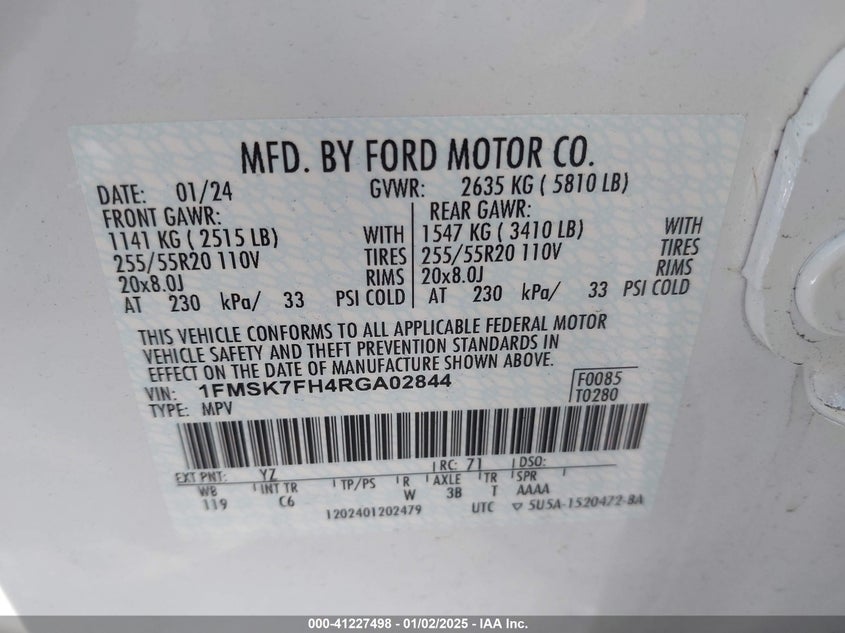 MFD. BY FORD MOTOR CO.
DATE: 01/24 GVWR: 2635 KG ( 5810 LB)
FRONT GAWR: REAR GAWR:
1141 KG ( 2515 LB) WITH 1547 KG ( 3410 LB) WITH
255/55R20 110V TIRES 255/55R20 110V TIRES
20x8.0J RIMS 20x8.0J RIMS
AT 230 kPa/ 33 PSI COLD AT 230 kPa/ 33 PSI COLD
THIS VEHICLE CONFORMS TO ALL APPLICABLE FEDERAL MOTOR
VEHICLE SAFETY AND THEFT PREVENTION STANDARDS IN
EFFECT ON THE DATE OF MANUFACTURE SHOWN ABOVE.
VIN: 1FMSK7FH4RGA02844 F0085
TYPE: MPV T0280
EXT PNT: YZ RC: 71 DSO:
WB INT TR TP/PS R AXLE TR SPR
119 C6 W 3B T AAAA
1202401202479 UTC ▽ 5U5A-1520472-BA
000-41227498 - 01/02/2025 - IAA Inc.